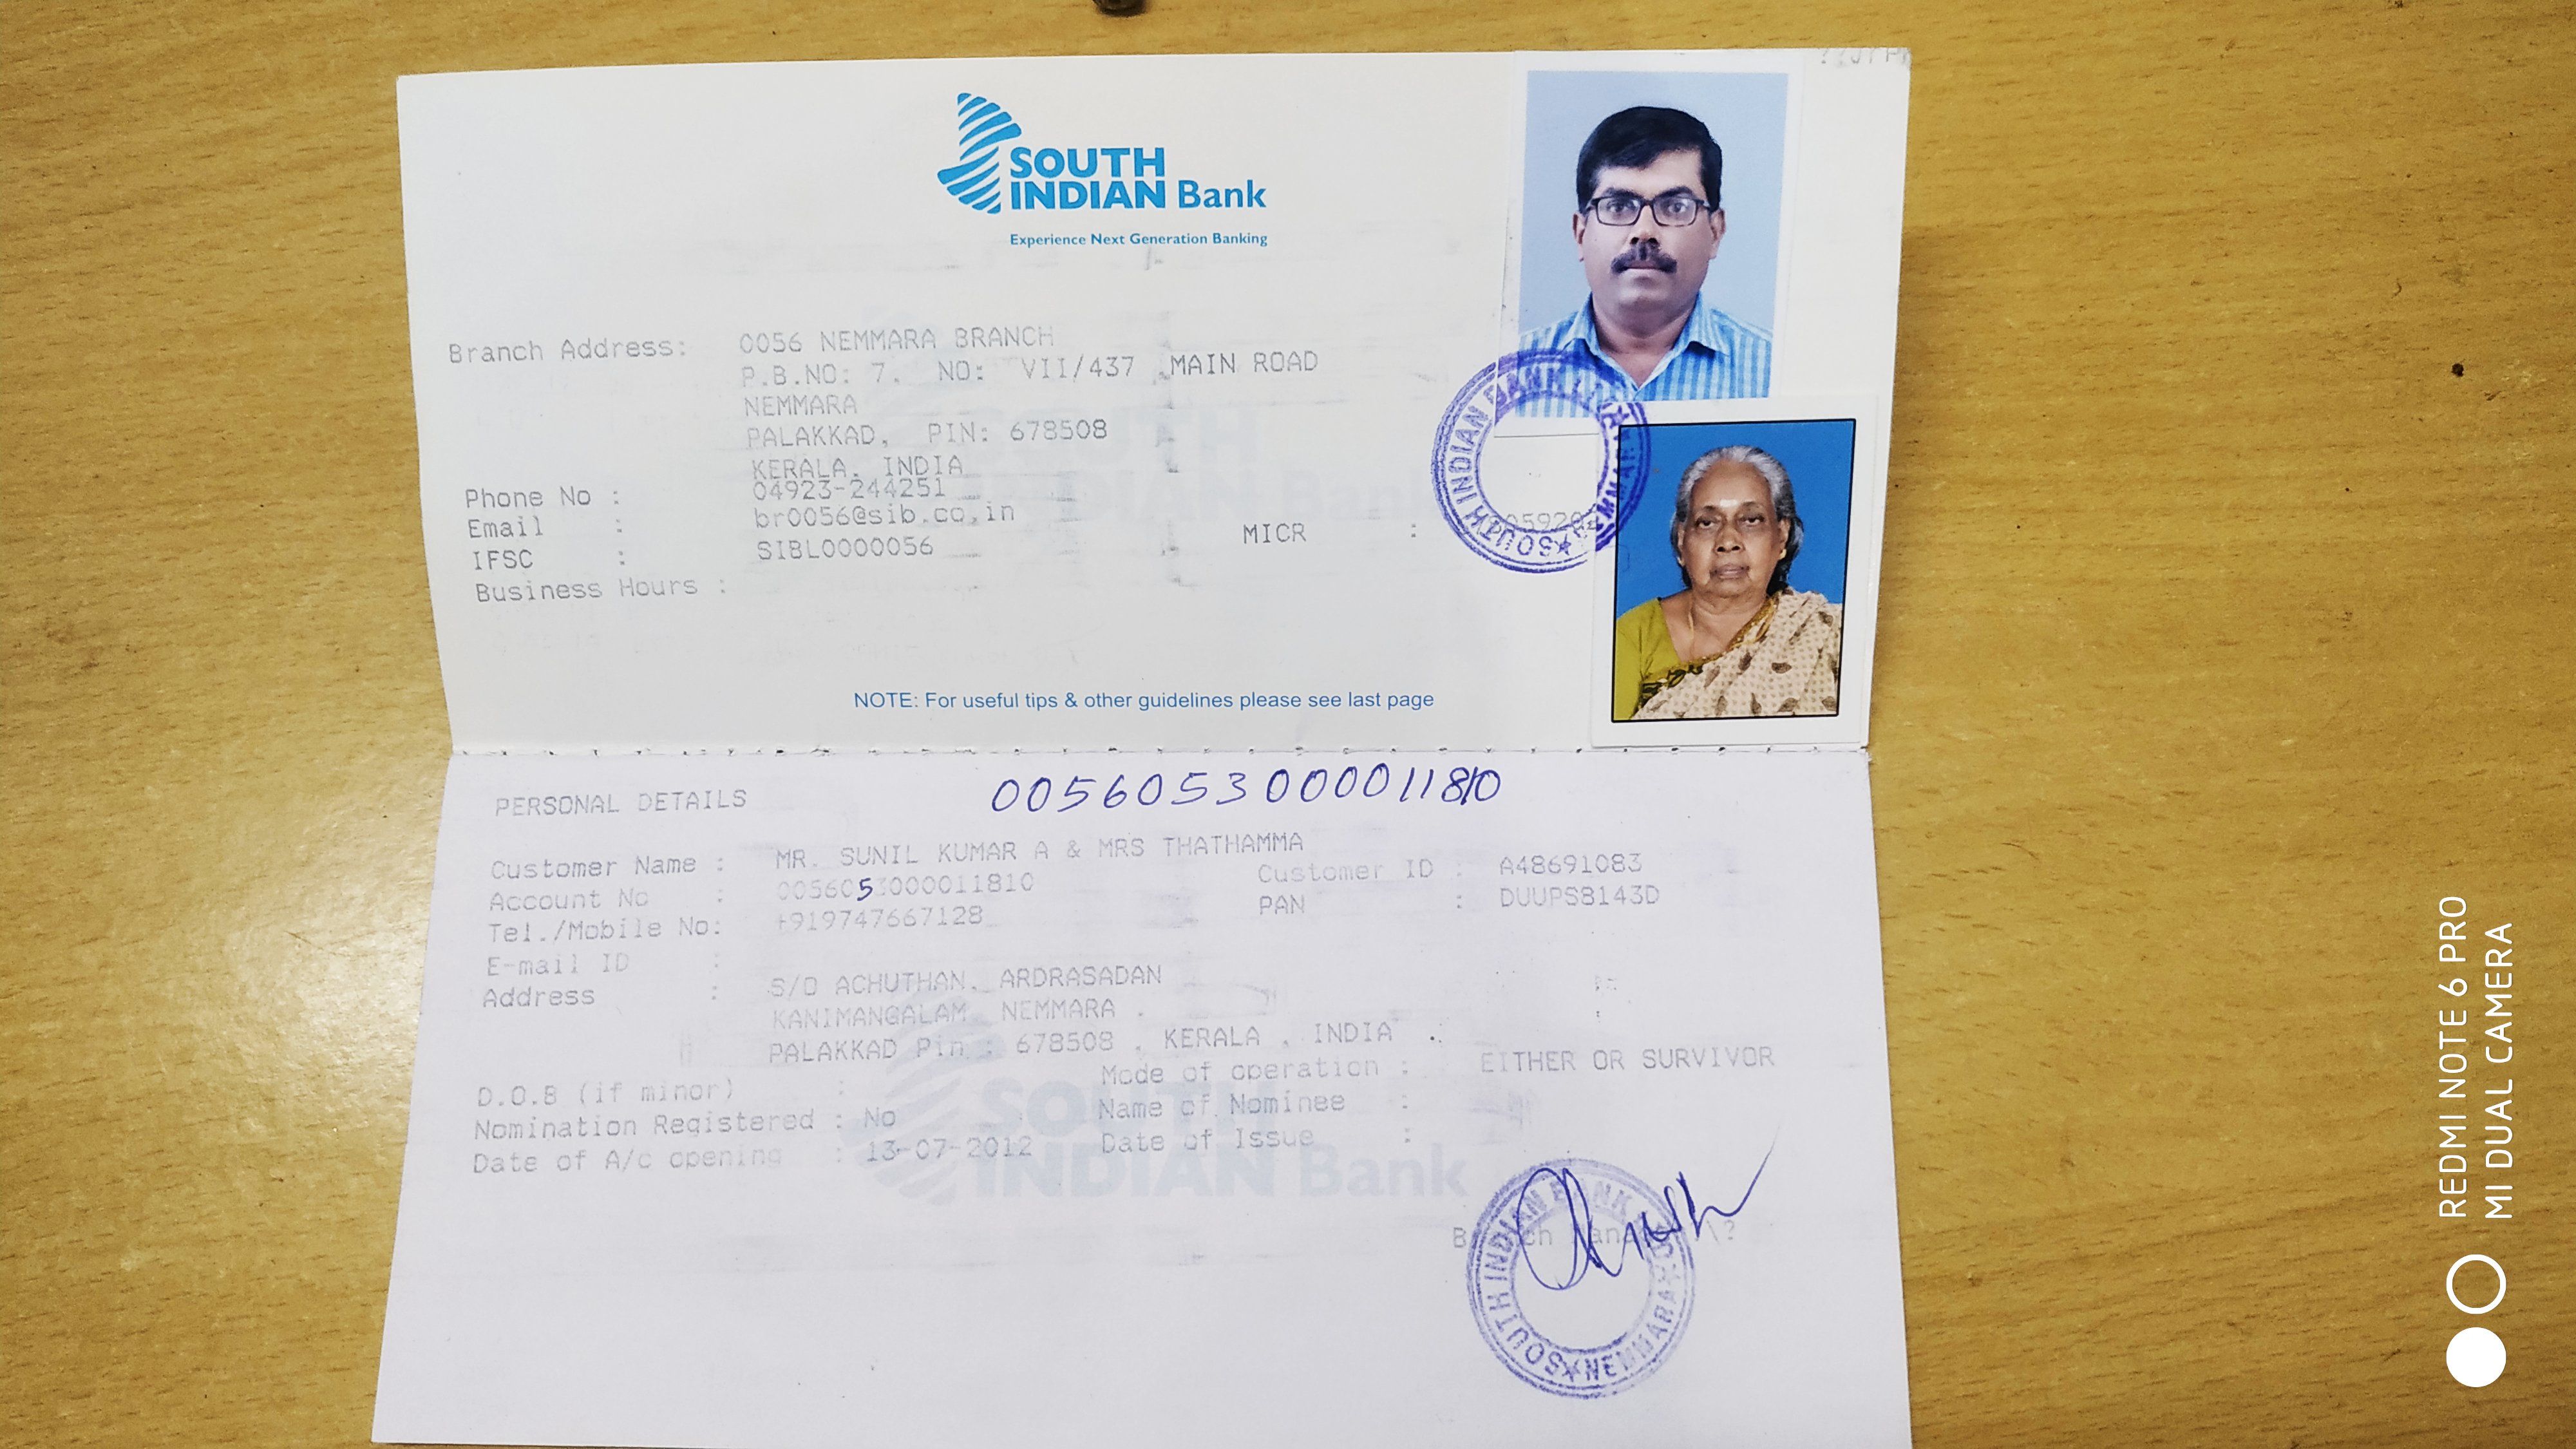 SOUTH
INDIAN Bank
Experience Next Generation Banking
Branch Address: 0056 NEMMARA BRANCH
P.B.NO: 7, NO: VII/437 MAIN ROAD
NEMMARA
PALAKKAD, PIN: 678508
KERALA, INDIA
Phone No : 04923-244251
Email : br0056@sib.co.in
IFSC : SIBL0000056 MICR :
Business Hours :
SOUTH INDIAN BANK
NEMMARA
NOTE: For useful tips & other guidelines please see last page
0056053000011810
PERSONAL DETAILS
Customer Name : MR. SUNIL KUMAR A & MRS THATHAMMA
Account No : 0056053000011810 Customer ID : A48691083
Tel./Mobile No: +919747667128 PAN : DUUPS8143D
E-mail ID :
Address : S/O ACHUTHAN, ARDRASADAN
KANIMANGALAM, NEMMARA .
PALAKKAD Pin : 678508 , KERALA , INDIA .
D.O.B (if minor) : Mode of operation : EITHER OR SURVIVOR
Nomination Registered : No Name of Nominee :
Date of A/c opening : 13-07-2012 Date of Issue :
SOUTH INDIAN BANK
NEMMARA
REDMI NOTE 6 PRO
MI DUAL CAMERA